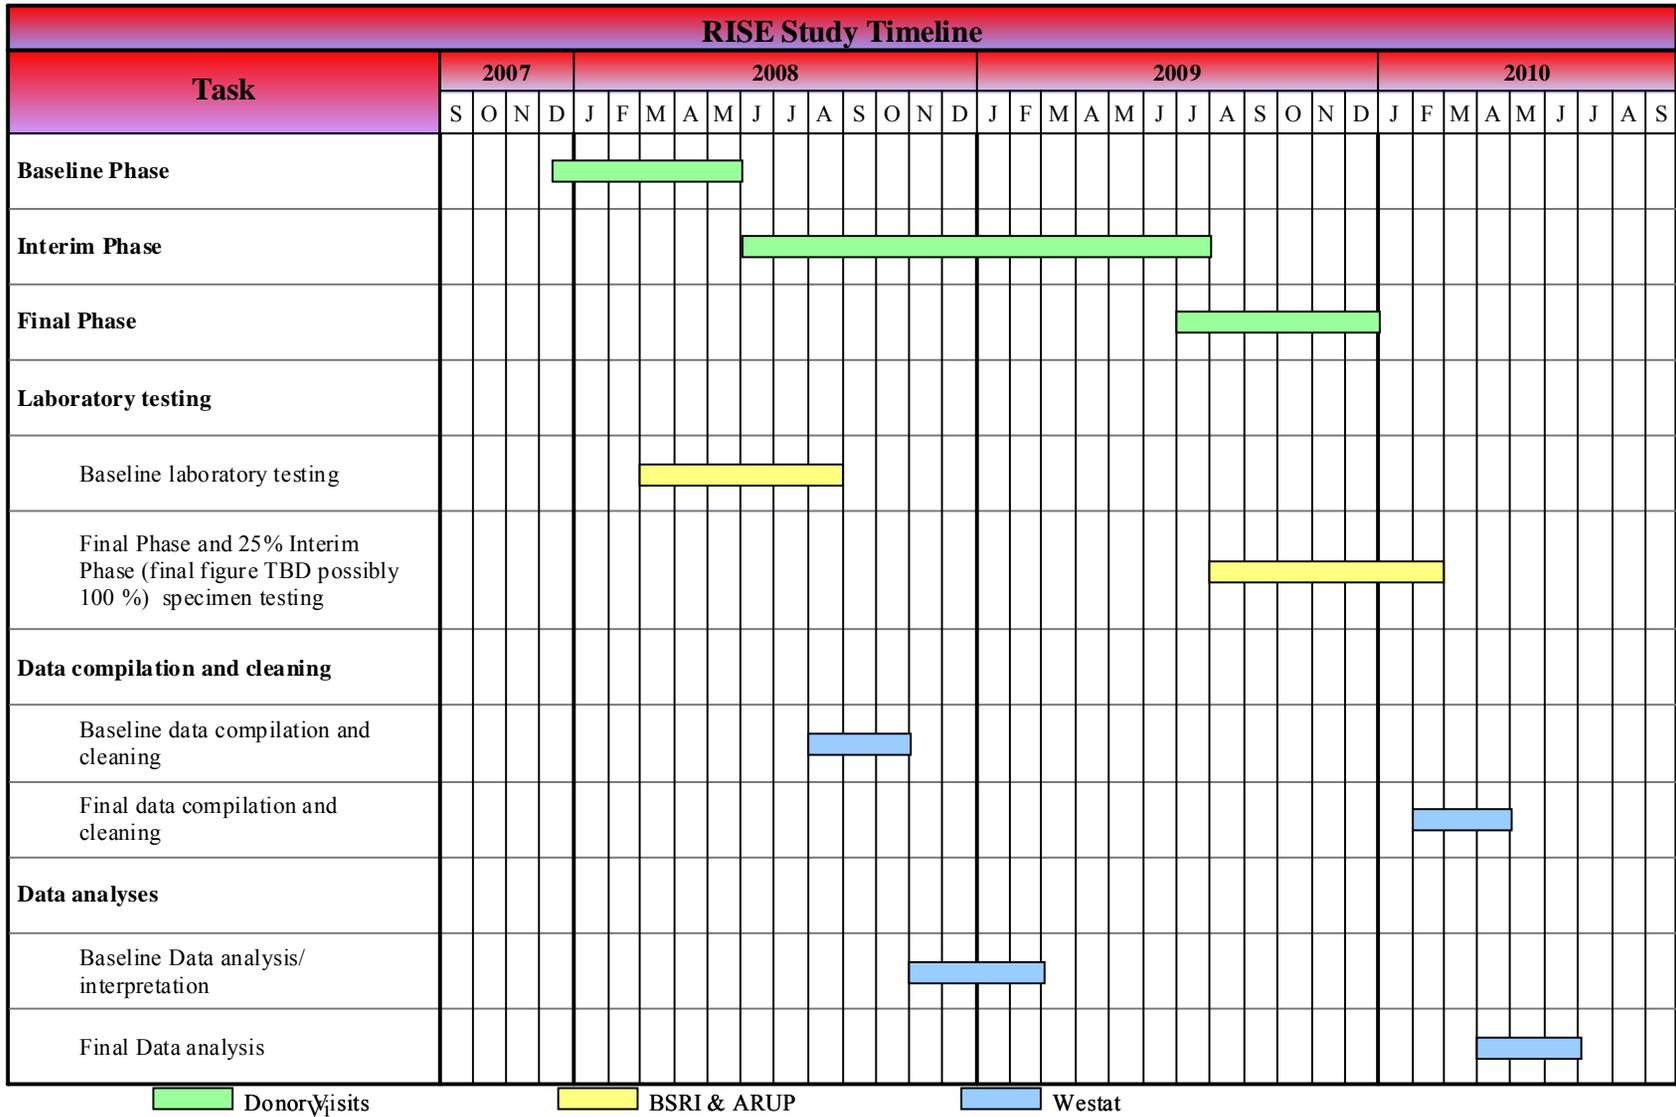 RISE Study Timeline
Task
2007 2008 2009 2010
S O N D J F M A M J J A S O N D J F M A M J J A S O N D J F M A M J J A S
Baseline Phase
Interim Phase
Final Phase
Laboratory testing
Baseline laboratory testing
Final Phase and 25% Interim
Phase (final figure TBD possibly
100 %) specimen testing
Data compilation and cleaning
Baseline data compilation and
cleaning
Final data compilation and
cleaning
Data analyses
Baseline Data analysis/
interpretation
Final Data analysis
Donor Visits BSRI & ARUP Westat